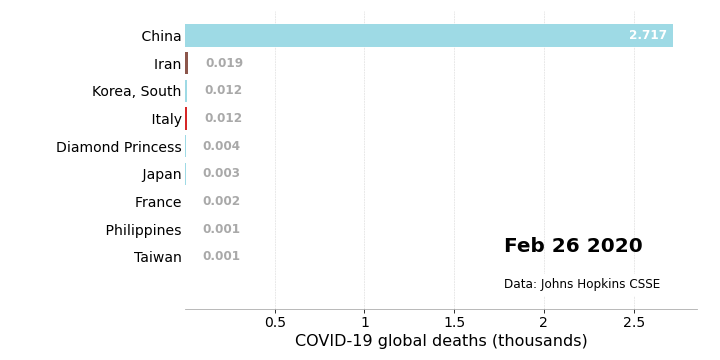 China 2.717
Iran 0.019
Korea, South 0.012
Italy 0.012
Diamond Princess 0.004
Japan 0.003
France 0.002
Philippines 0.001
Taiwan 0.001
Feb 26 2020
Data: Johns Hopkins CSSE
0.5 1 1.5 2 2.5
COVID-19 global deaths (thousands)